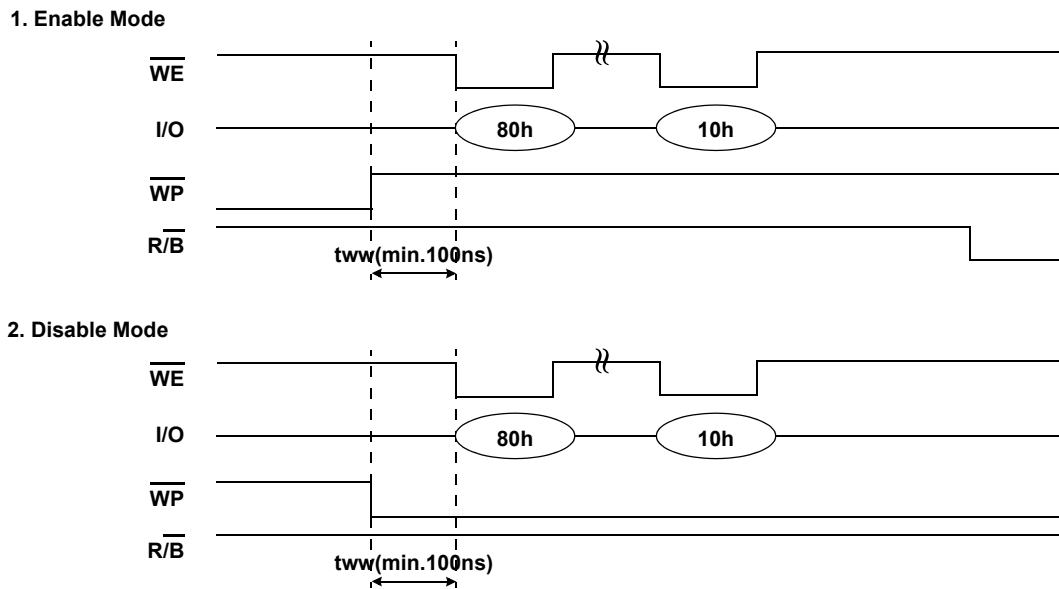 1. Enable Mode
WE
I/O
80h
10h
WP
R/B
tww(min.100ns)
2. Disable Mode
WE
I/O
80h
10h
WP
R/B
tww(min.100ns)